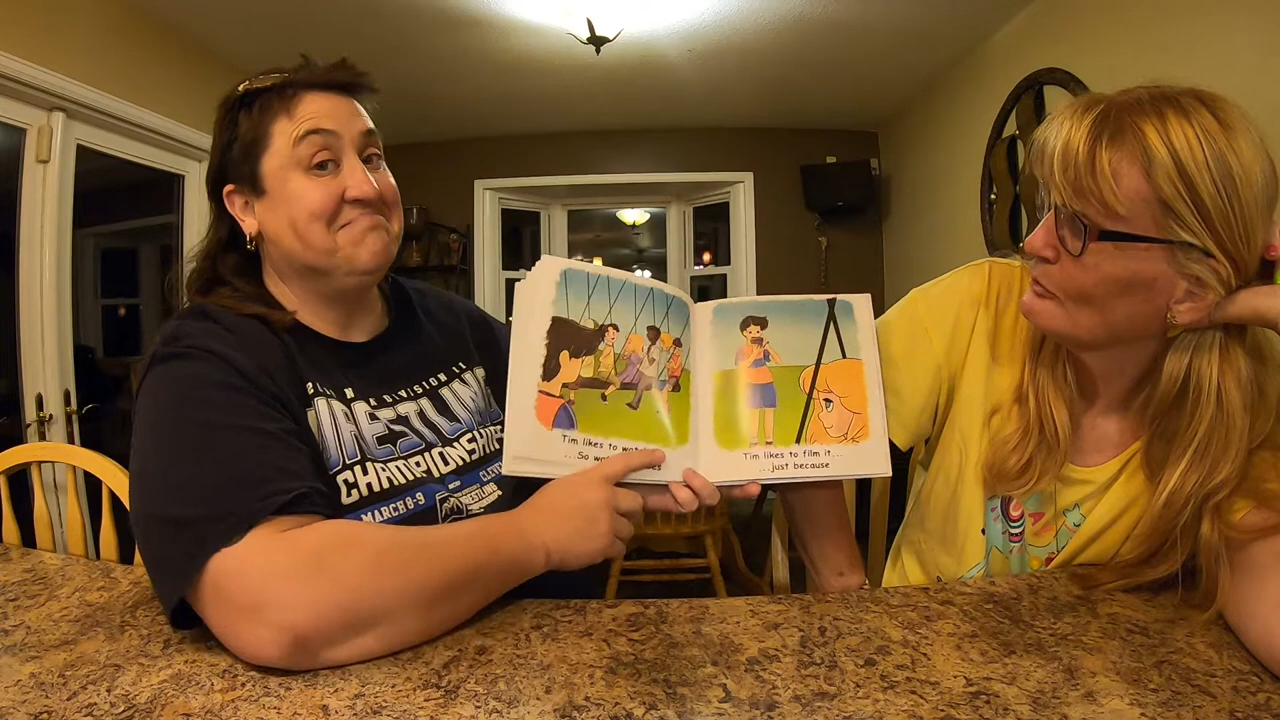 DIVISION II
WRESTLING
CHAMPIONSHIPS
MARCH 8-9
Tim likes to
...So
Tim likes to film it...
...just because